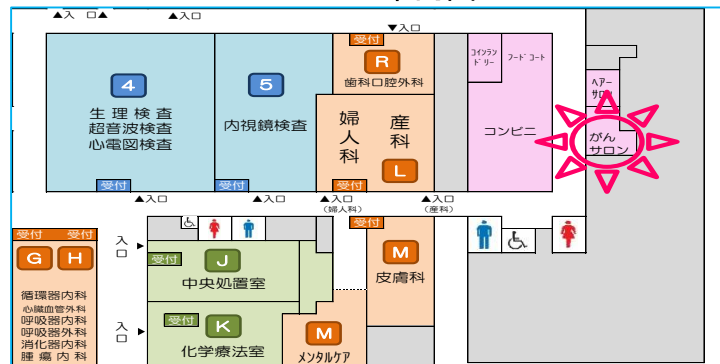 ▲入 口▲
▲入口
▼入口
受付
R
歯科口腔外科
コインラン
ドリー
フードコート
ヘアー
サロン
4
生理検査
超音波検査
心電図検査
受付
5
内視鏡検査
受付
婦人科
産科
L
受付
コンビニ
がん
サロン
▲入口
▲入口
▲入口
(婦人科)
▲入口
(産科)
受付
受付
G
H
循環器内科
心臓血管外科
呼吸器内科
呼吸器外科
消化器内科
腫瘍内科
入口
▶
入口
▶
受付
J
中央処置室
受付
K
化学療法室
受付
M
皮膚科
M
メンタルケア